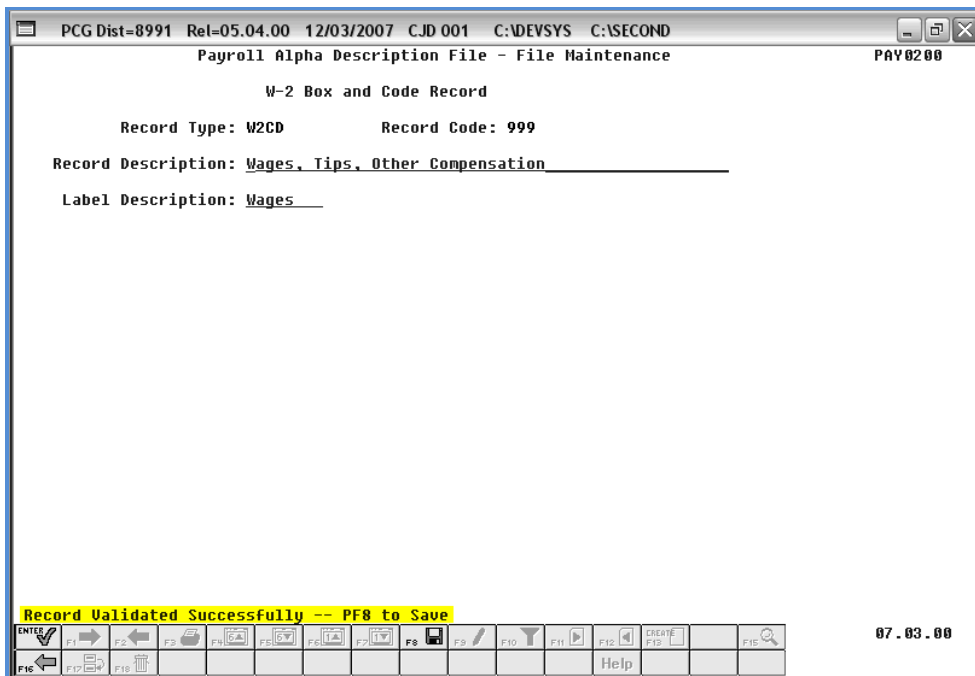 PCG Dist=8991 Rel=05.04.00 12/03/2007 CJD 001 C:\DEVSYS C:\SECOND
Payroll Alpha Description File - File Maintenance PAY0200
W-2 Box and Code Record
Record Type: W2CD Record Code: 999
Record Description: Wages, Tips, Other Compensation
Label Description: Wages
Record Validated Successfully -- PF8 to Save
ENTER F1 F2 F3 F4 F5 F6 F7 F8 F9 F10 F11 F12 CREATE F13 F15 07.03.00
F16 F17 F18 Help